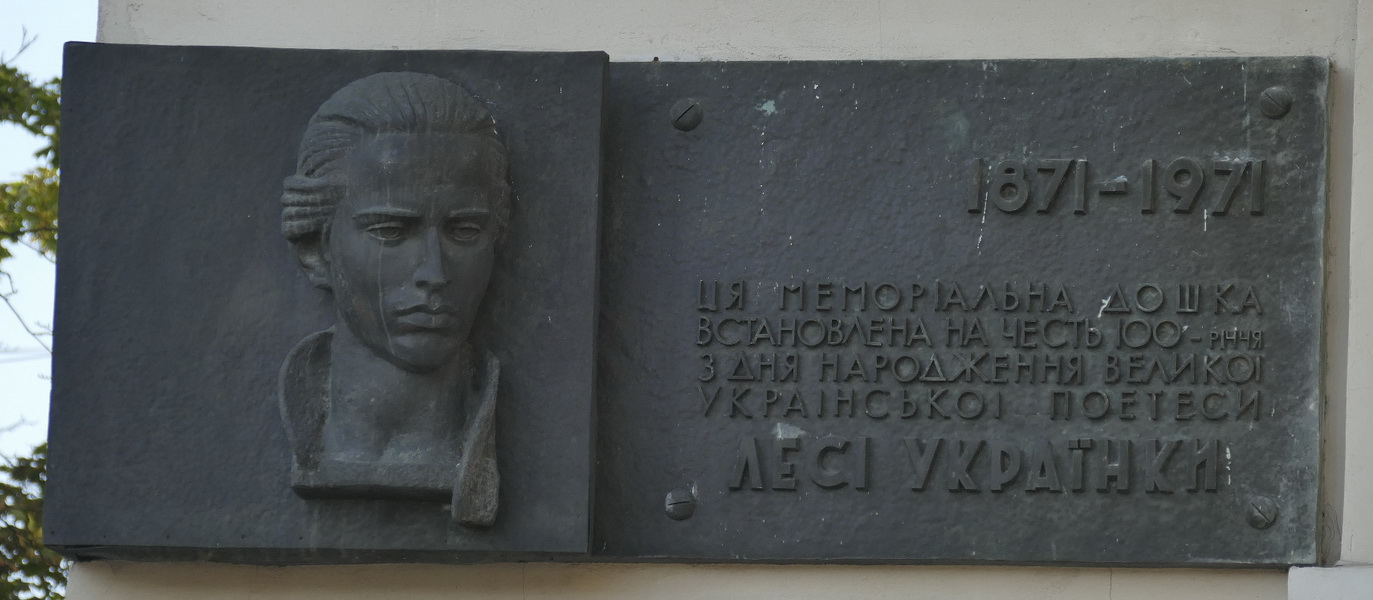 1871-1971
ЦЯ МЕМОРІАЛЬНА ДОШКА
ВСТАНОВЛЕНА НА ЧЕСТЬ 100-РІЧЧЯ
З ДНЯ НАРОДЖЕННЯ ВЕЛИКОЇ
УКРАЇНСЬКОЇ ПОЕТЕСИ
ЛЕСІ УКРАЇНКИ